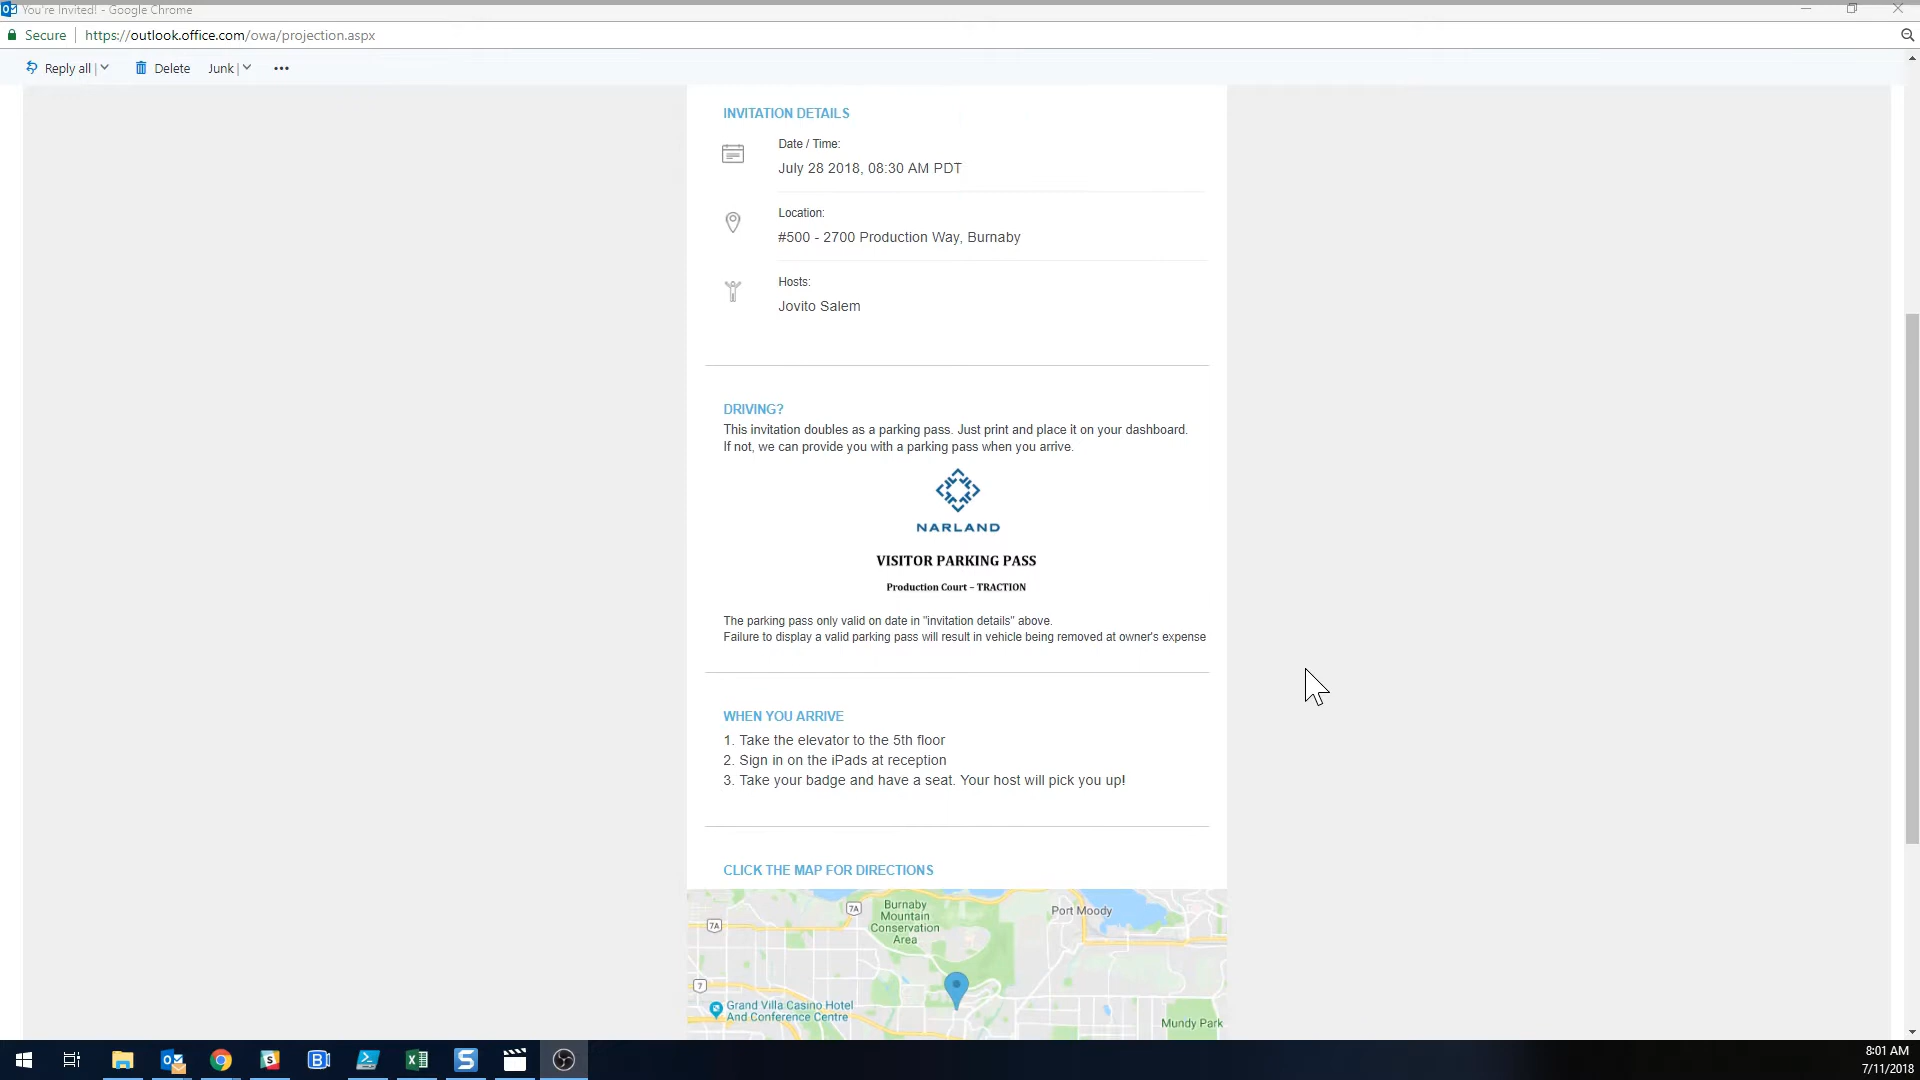 You're Invited! - Google Chrome
Secure https://outlook.office.com/owa/projection.aspx
Reply all Delete Junk
INVITATION DETAILS
Date / Time:
July 28 2018, 08:30 AM PDT
Location:
#500 - 2700 Production Way, Burnaby
Hosts:
Jovito Salem
DRIVING?
This invitation doubles as a parking pass. Just print and place it on your dashboard.
If not, we can provide you with a parking pass when you arrive.
NARLAND
VISITOR PARKING PASS
Production Court – TRACTION
The parking pass only valid on date in "invitation details" above.
Failure to display a valid parking pass will result in vehicle being removed at owner's expense
WHEN YOU ARRIVE
1. Take the elevator to the 5th floor
2. Sign in on the iPads at reception
3. Take your badge and have a seat. Your host will pick you up!
CLICK THE MAP FOR DIRECTIONS
7A
Burnaby
Mountain
Conservation
Area
Port Moody
7A
7
Grand Villa Casino Hotel
And Conference Centre
Mundy Park
8:01 AM
7/11/2018